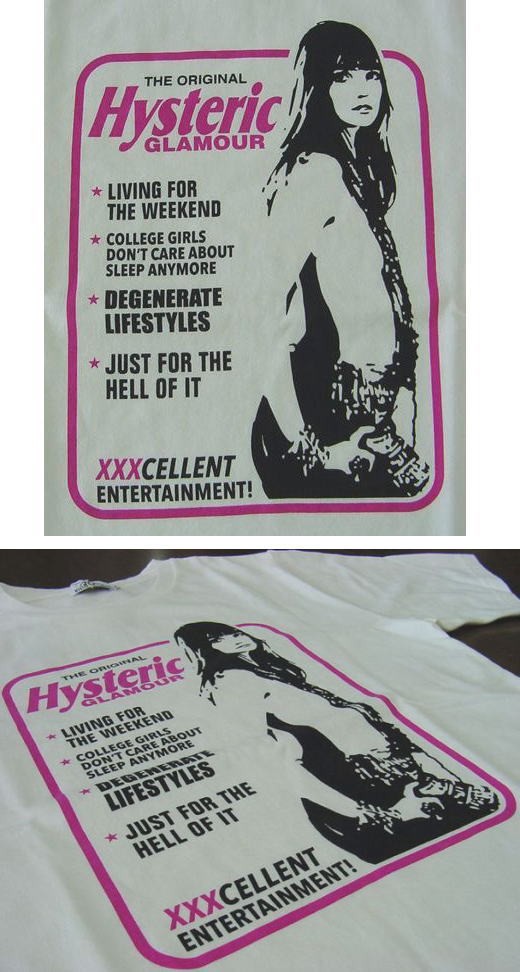 THE ORIGINAL
Hysteric
GLAMOUR
LIVING FOR
THE WEEKEND
COLLEGE GIRLS
DON'T CARE ABOUT
SLEEP ANYMORE
DEGENERATE
LIFESTYLES
JUST FOR THE
HELL OF IT
XXXCELLENT
ENTERTAINMENT!
THE ORIGINAL
Hysteric
GLAMOUR
LIVING FOR
THE WEEKEND
COLLEGE GIRLS
DON'T CARE ABOUT
SLEEP ANYMORE
DEGENERATE
LIFESTYLES
JUST FOR THE
HELL OF IT
XXXCELLENT
ENTERTAINMENT!